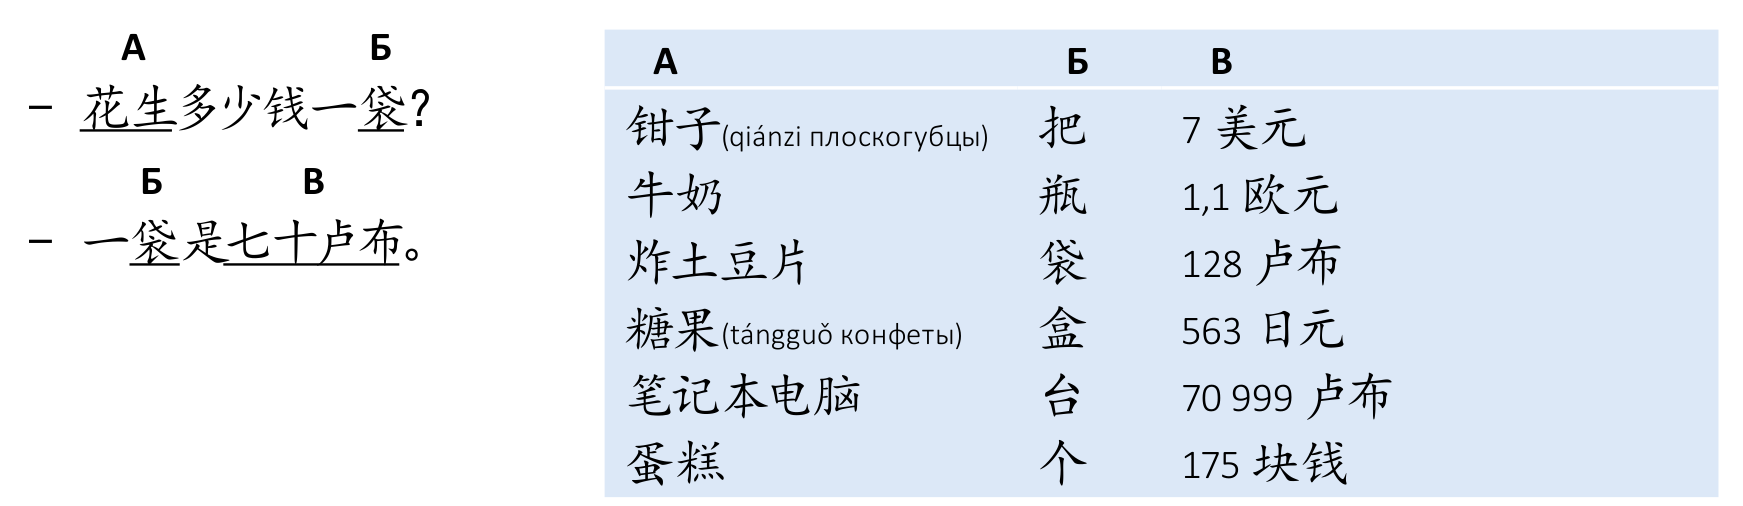 А Б
– 花生多少钱一袋?
Б В
– 一袋是七十卢布。
А Б В
钳子(qiánzi плоскогубцы) 把 7 美元
牛奶 瓶 1,1 欧元
炸土豆片 袋 128 卢布
糖果(tángguǒ конфеты) 盒 563 日元
笔记本电脑 台 70 999 卢布
蛋糕 个 175 块钱